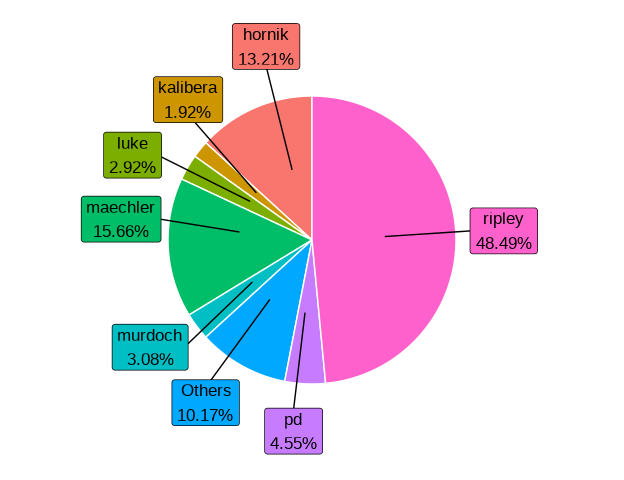 hornik
13.21%
kalibera
1.92%
luke
2.92%
maechler
15.66%
ripley
48.49%
murdoch
3.08%
Others
10.17%
pd
4.55%